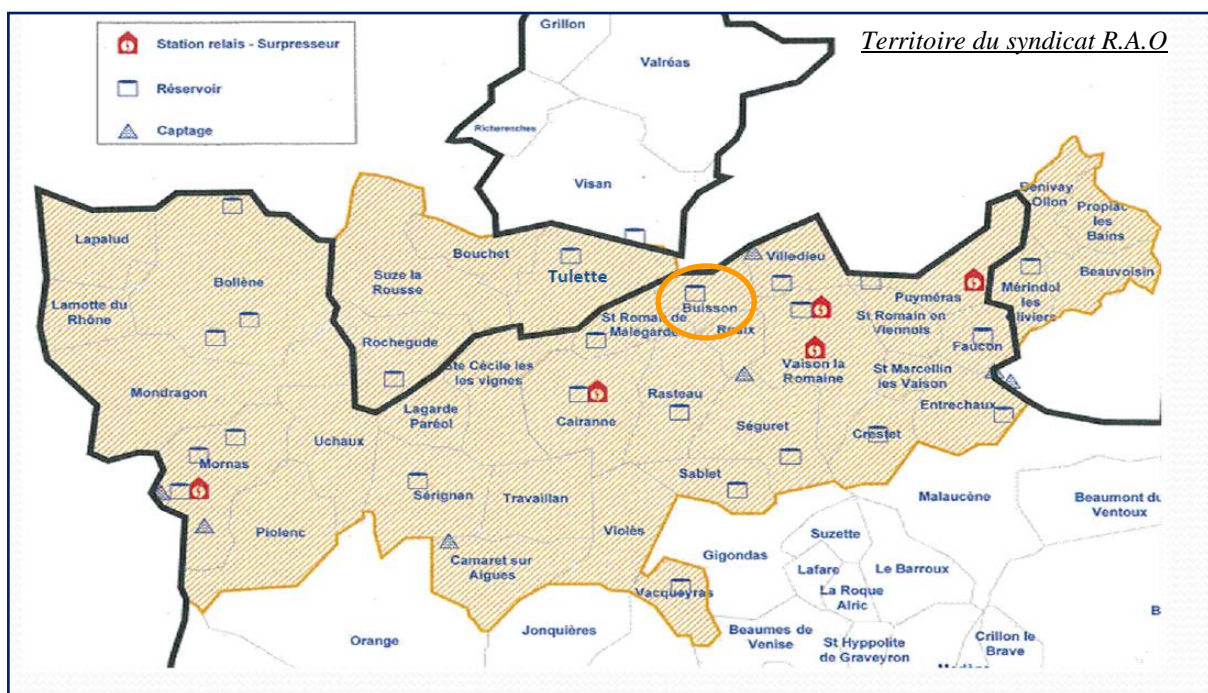 Territoire du syndicat R.A.O
Station relais - Surpresseur
Réservoir
Captage
Grillon
Valréas
Richerenches
Visan
Lapalud
Bollène
Lamotte du
Rhône
Suze la
Rousse
Bouchet
Tulette
Villedieu
Buisson
Roaix
St Romain de
Malegarde
Puyméras
St Romain en
Viennois
Propiac
les
Bains
Beauvoisin
Mérindol
les
Faucon
Rochegude
Ste Cécile les
les vignes
Vaison la
Romaine
St Marcellin
les Vaison
Mondragon
Lagarde
Paréol
Cairanne
Rasteau
Entrechaux
Uchaux
Séguret
Crestet
Mornas
Sérignan
Travaillan
Sablet
Malaucène
Beaumont du
Ventoux
Piolenc
Violès
Suzette
Gigondas
Camaret sur
Aigues
Lafare
Le Barroux
Vacqueyras
La Roque
Alric
B
Orange
Jonquières
Beaumes de
Venise
St Hyppolite
de Graveyron
Crillon le
Brave